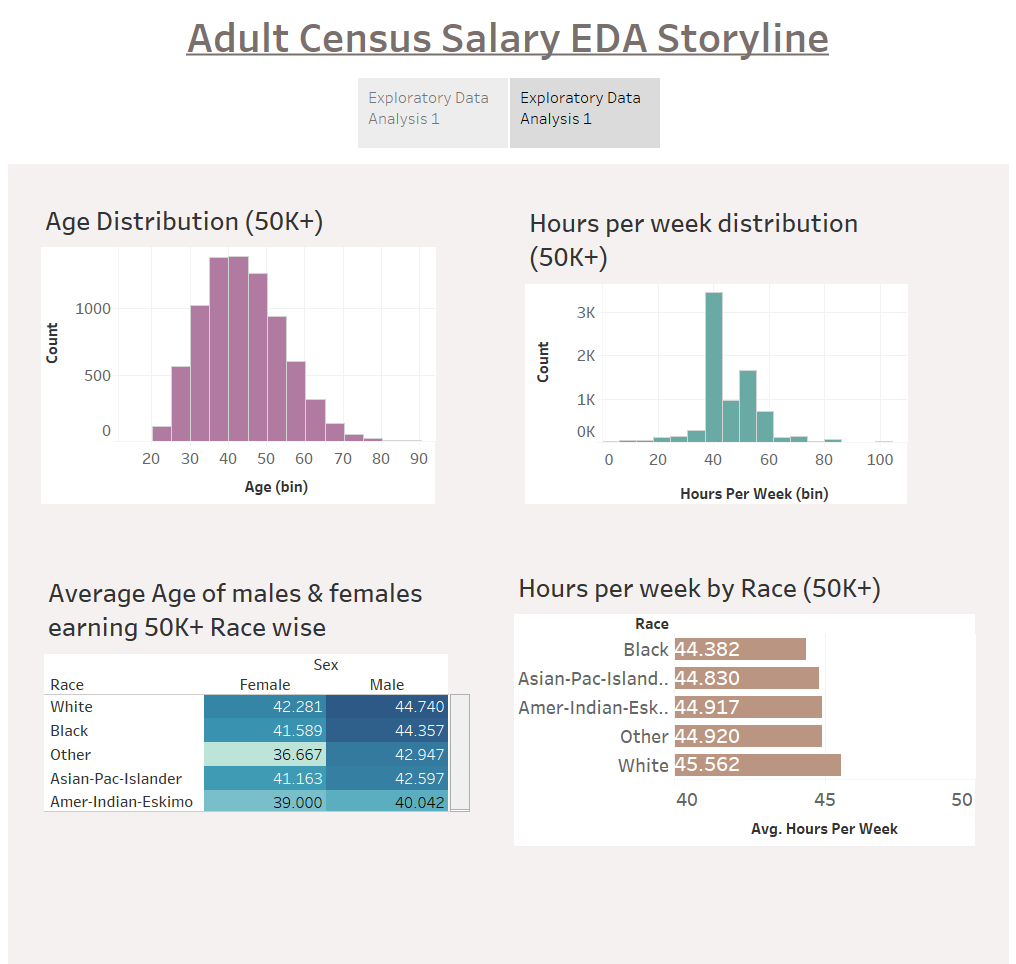 Adult Census Salary EDA Storyline
Exploratory Data
Analysis 1
Exploratory Data
Analysis 1
Age Distribution (50K+)
Count
1000
500
0
20 30 40 50 60 70 80 90
Age (bin)
Hours per week distribution
(50K+)
Count
3K
2K
1K
0K
0 20 40 60 80 100
Hours Per Week (bin)
Average Age of males & females
earning 50K+ Race wise
Sex
Race Female Male
White 42.281 44.740
Black 41.589 44.357
Other 36.667 42.947
Asian-Pac-Islander 41.163 42.597
Amer-Indian-Eskimo 39.000 40.042
Hours per week by Race (50K+)
Race
Black 44.382
Asian-Pac-Island.. 44.830
Amer-Indian-Esk.. 44.917
Other 44.920
White 45.562
40 45 50
Avg. Hours Per Week